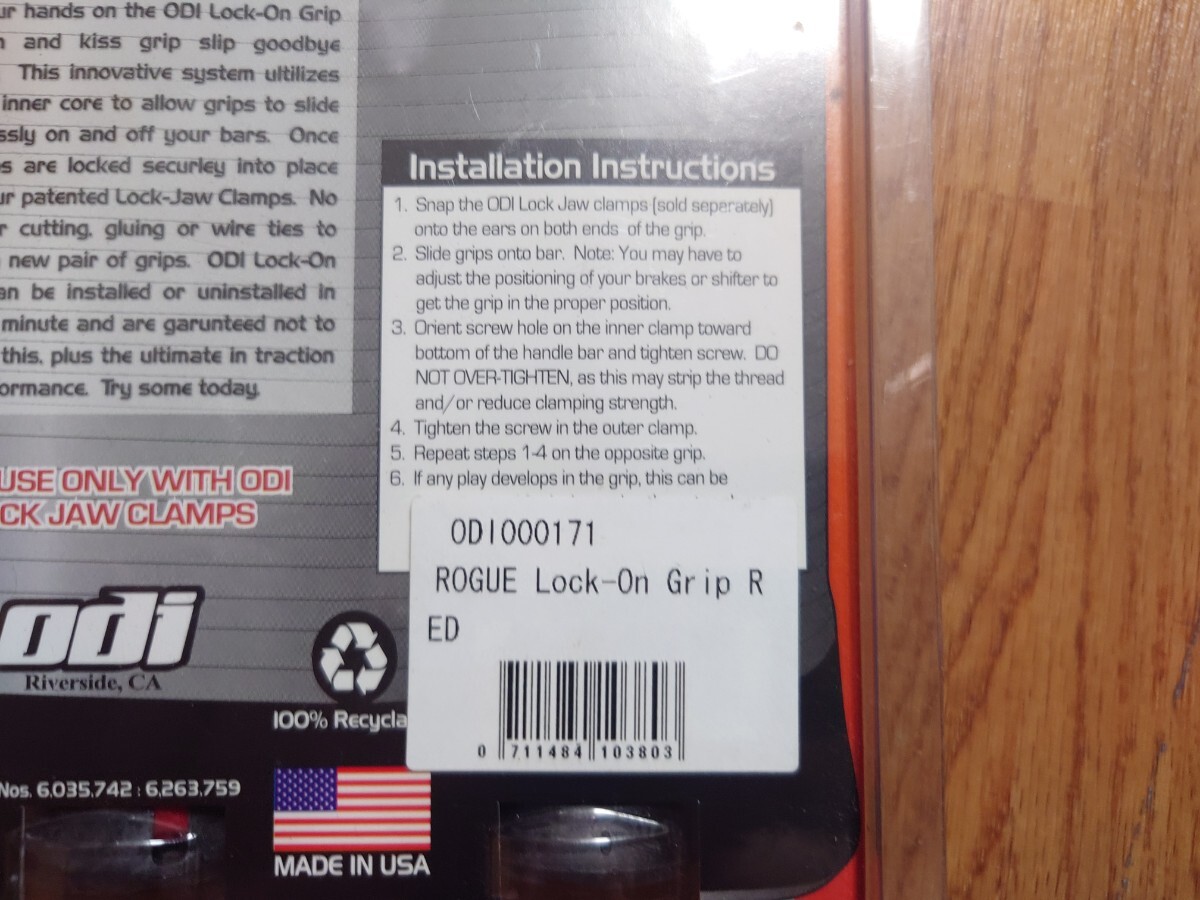 ur hands on the ODI Lock-On Grip
and kiss grip slip goodbye
This innovative system ultilizes
inner core to allow grips to slide
ssly on and off your bars. Once
s are locked securley into place
ur patented Lock-Jaw Clamps. No
r cutting, gluing or wire ties to
new pair of grips. ODI Lock-On
an be installed or uninstalled in
minute and are garunteed not to
this, plus the ultimate in traction
ormance. Try some today.
USE ONLY WITH ODI
CK JAW CLAMPS
odi
Riverside, CA
100% Recycla
Nos. 6,035,742 : 6,263,759
MADE IN USA
Installation Instructions
1. Snap the ODI Lock Jaw clamps (sold seperately)
onto the ears on both ends of the grip.
2. Slide grips onto bar. Note: You may have to
adjust the positioning of your brakes or shifter to
get the grip in the proper position.
3. Orient screw hole on the inner clamp toward
bottom of the handle bar and tighten screw. DO
NOT OVER-TIGHTEN, as this may strip the thread
and/or reduce clamping strength.
4. Tighten the screw in the outer clamp.
5. Repeat steps 1-4 on the opposite grip.
6. If any play develops in the grip, this can be
ODI000171
ROGUE Lock-On Grip R
ED
0 711484 103803